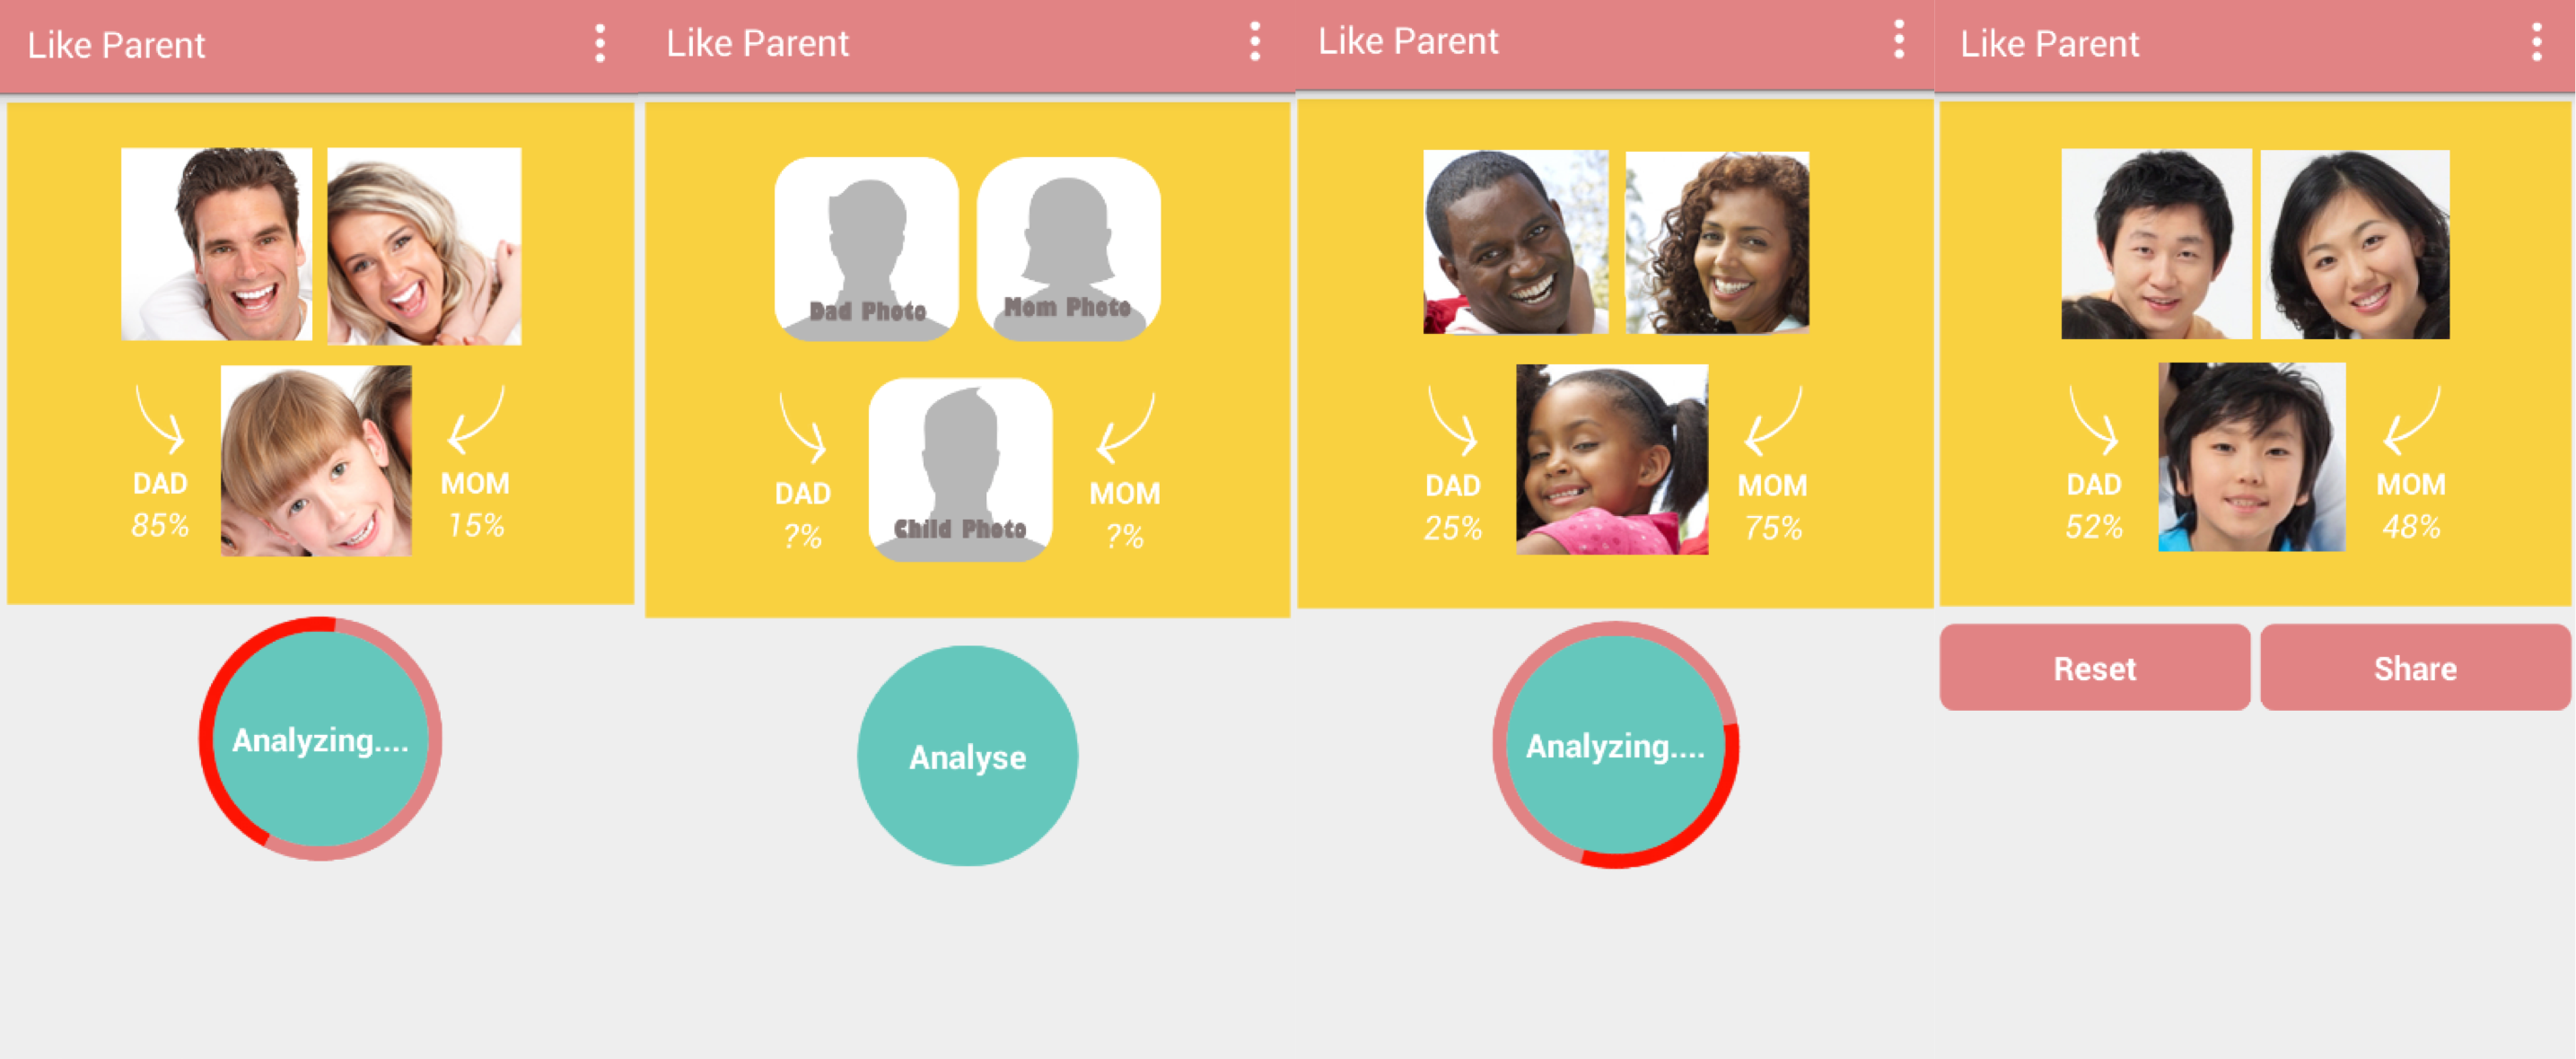 Like Parent
DAD
85%
MOM
15%
Analyzing....
Like Parent
Dad Photo
Mom Photo
Child Photo
DAD
?%
MOM
?%
Analyse
Like Parent
DAD
25%
MOM
75%
Analyzing....
Like Parent
DAD
52%
MOM
48%
Reset
Share